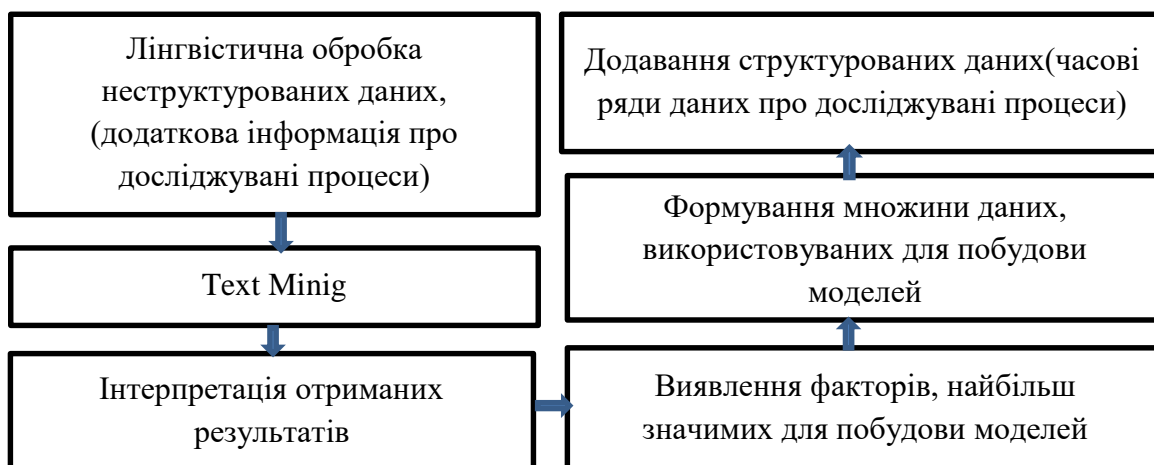 Лінгвістична обробка
неструктурованих даних,
(додаткова інформація про
досліджувані процеси)
Text Minig
Інтерпретація отриманих
результатів
Додавання структурованих даних(часові
ряди даних про досліджувані процеси)
Формування множини даних,
використовуваних для побудови
моделей
Виявлення факторів, найбільш
значимих для побудови моделей